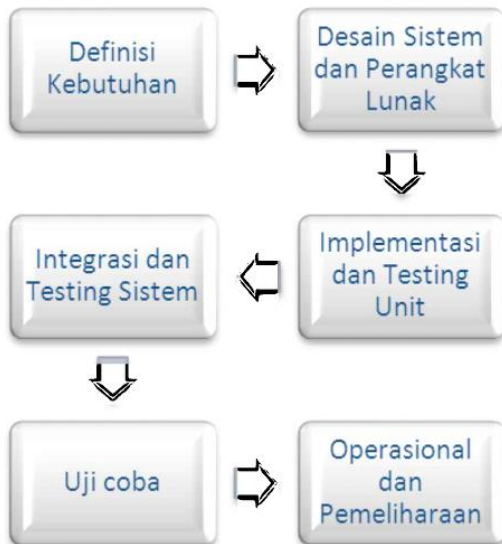 Definisi
Kebutuhan
Desain Sistem
dan Perangkat
Lunak
Implementasi
dan Testing
Unit
Integrasi dan
Testing Sistem
Uji coba
Operasional
dan
Pemeliharaan